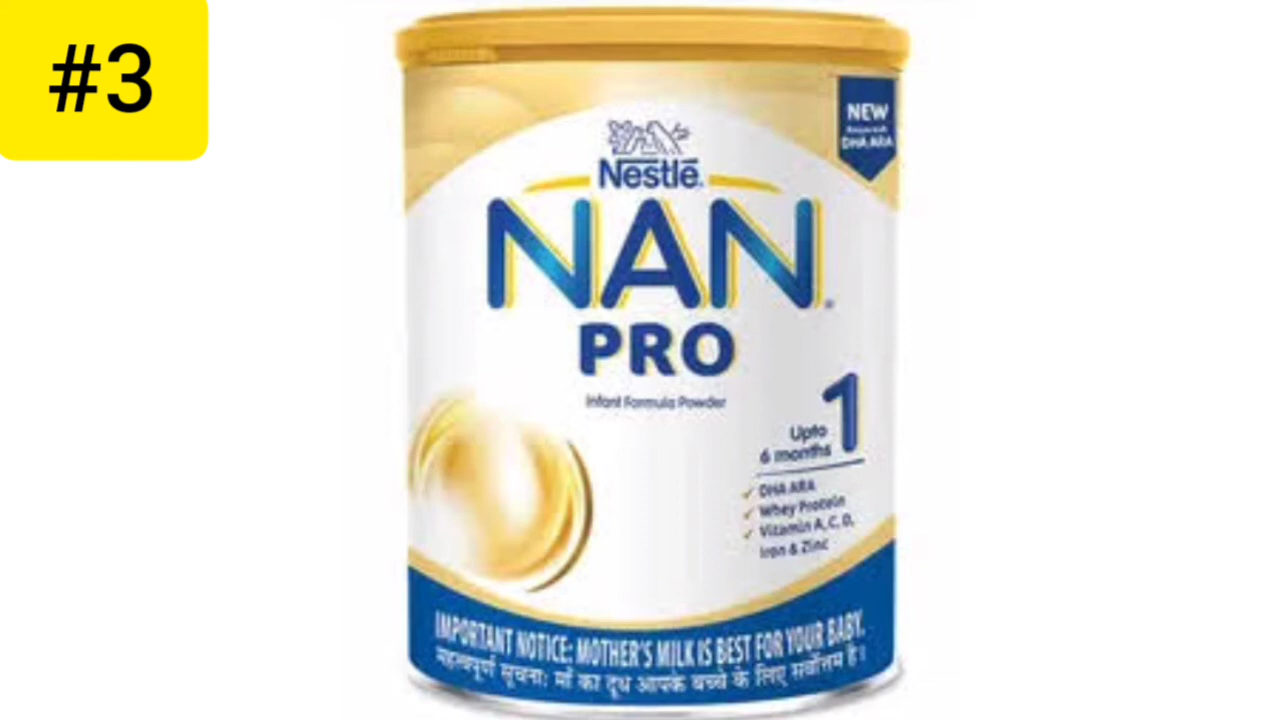 #3
NEW
DHA ARA
Nestlé
NAN
PRO
Infant Formula Powder
1
Upto
6 months
✓ DHA ARA
✓ Whey Protein
✓ Vitamin A, C, D,
Iron & Zinc
IMPORTANT NOTICE: MOTHER'S MILK IS BEST FOR YOUR BABY.
महत्वपूर्ण सूचना: माँ का दूध आपके बच्चे के लिए सर्वोत्तम है।